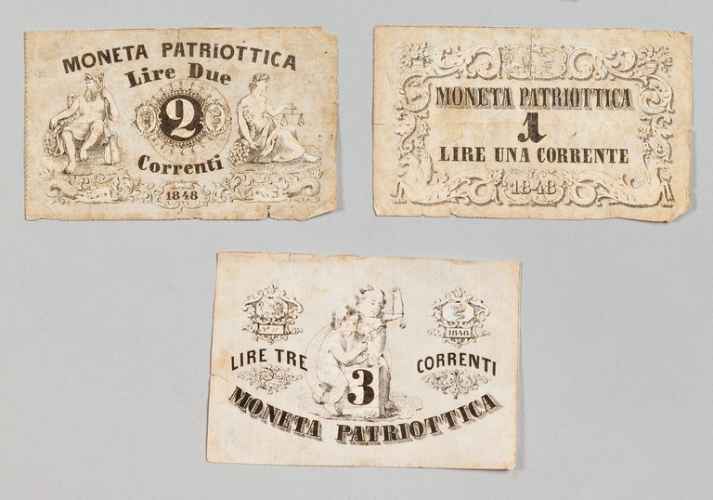 MONETA PATRIOTTICA
Lire Due
2
Correnti
1848
MONETA PATRIOTTICA
1
LIRE UNA CORRENTE
1848
1848
LIRE TRE
CORRENTI
3
MONETA PATRIOTTICA